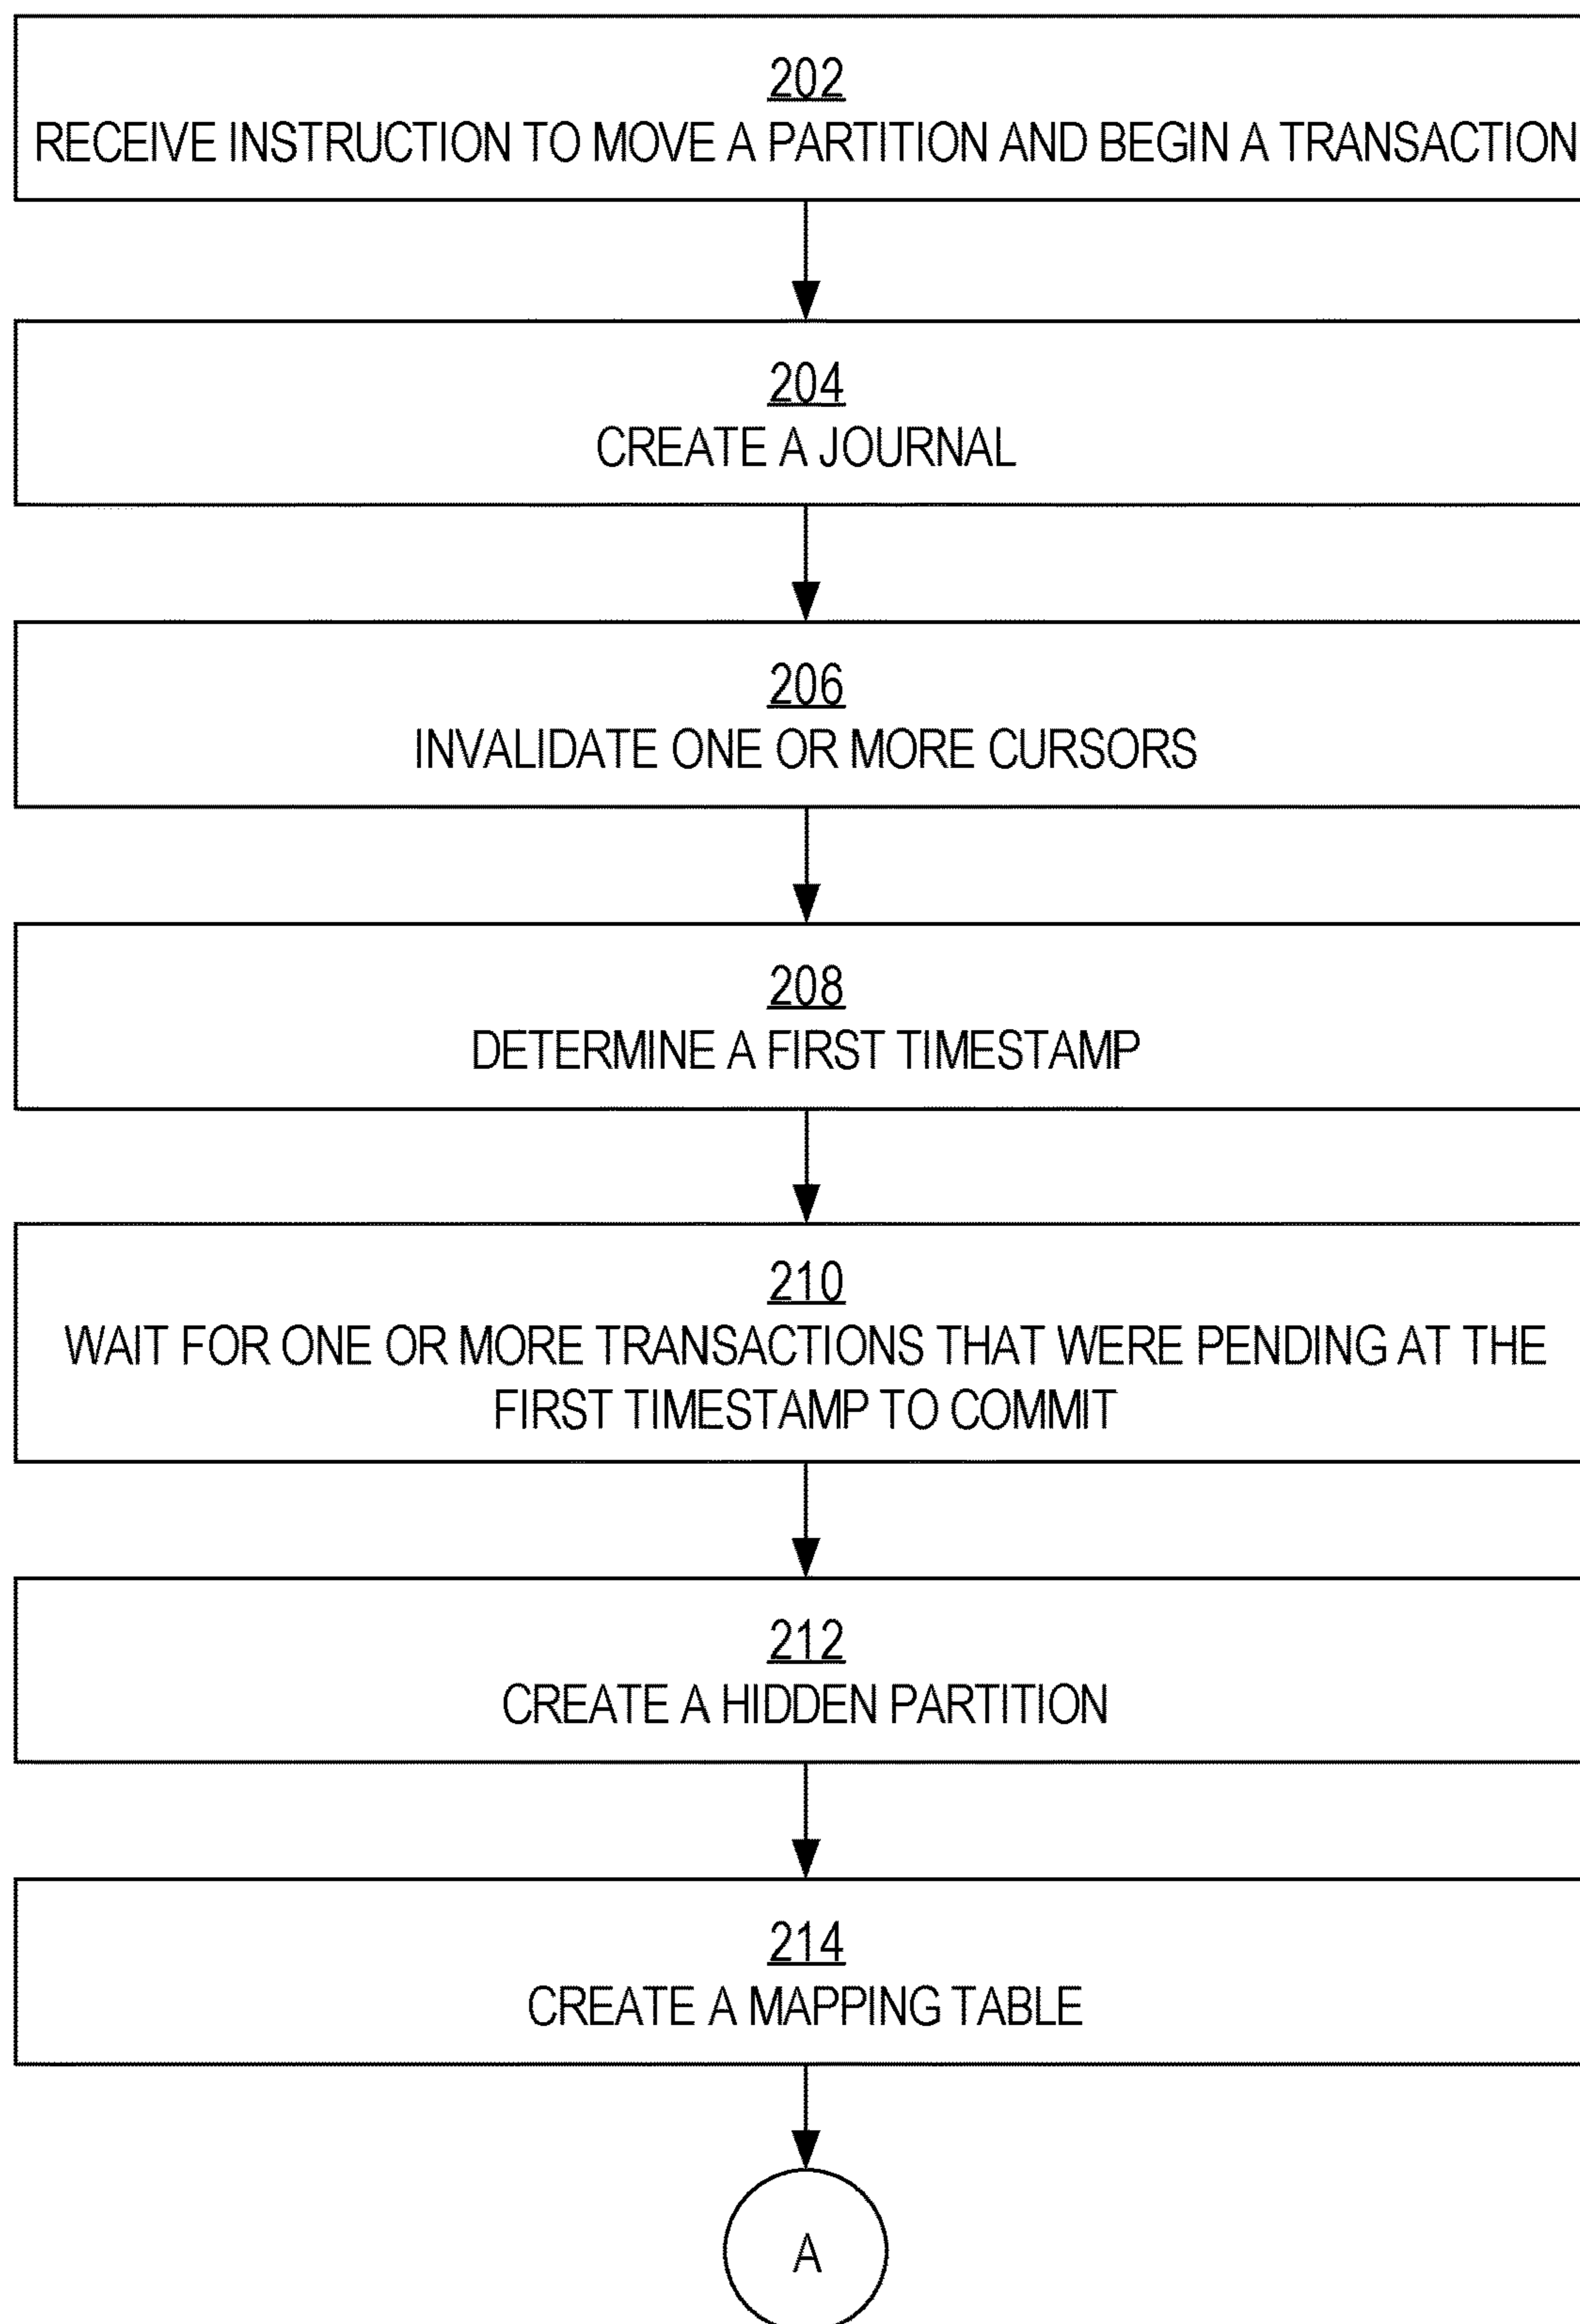 202
RECEIVE INSTRUCTION TO MOVE A PARTITION AND BEGIN A TRANSACTION
204
CREATE A JOURNAL
206
INVALIDATE ONE OR MORE CURSORS
208
DETERMINE A FIRST TIMESTAMP
210
WAIT FOR ONE OR MORE TRANSACTIONS THAT WERE PENDING AT THE
FIRST TIMESTAMP TO COMMIT
212
CREATE A HIDDEN PARTITION
214
CREATE A MAPPING TABLE
A